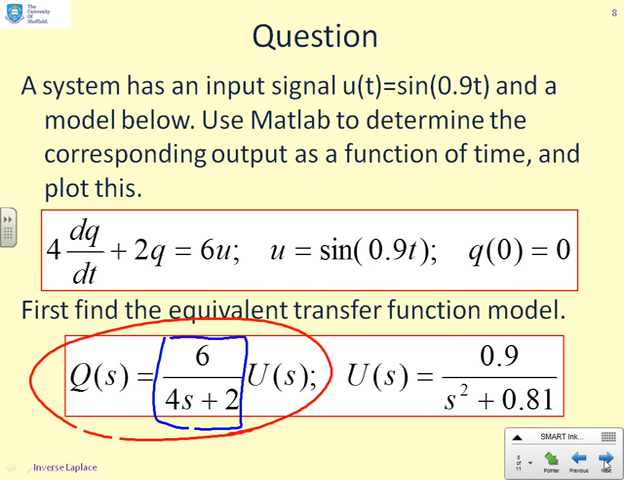 The
University
Of
Sheffield.
8
Question
A system has an input signal u(t)=sin(0.9t) and a
model below. Use Matlab to determine the
corresponding output as a function of time, and
plot this.
4 dq/dt + 2q = 6u; u = sin(0.9t); q(0) = 0
First find the equivalent transfer function model.
Q(s) = 6/(4s + 2) U(s); U(s) = 0.9/(s² + 0.81)
SMART Ink...
5
of
11
Pointer
Previous
Next
Inverse Laplace